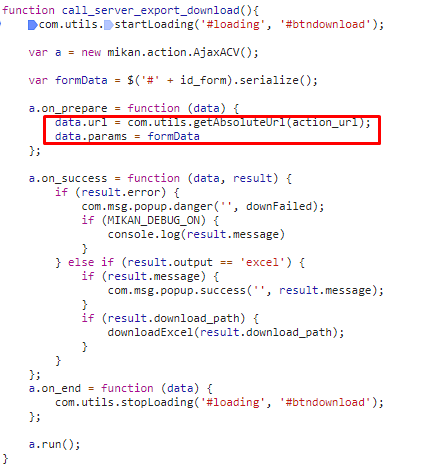 function call_server_export_download(){
com.utils.startLoading('#loading', '#btndownload');
var a = new mikan.action.AjaxACV();
var formData = $('#' + id_form).serialize();
a.on_prepare = function (data) {
data.url = com.utils.getAbsoluteUrl(action_url);
data.params = formData
};
a.on_success = function (data, result) {
if (result.error) {
com.msg.popup.danger('', downFailed);
if (MIKAN_DEBUG_ON) {
console.log(result.message)
}
} else if (result.output == 'excel') {
if (result.message) {
com.msg.popup.success('', result.message);
}
if (result.download_path) {
downloadExcel(result.download_path);
}
}
};
a.on_end = function (data) {
com.utils.stopLoading('#loading', '#btndownload');
};
a.run();
}